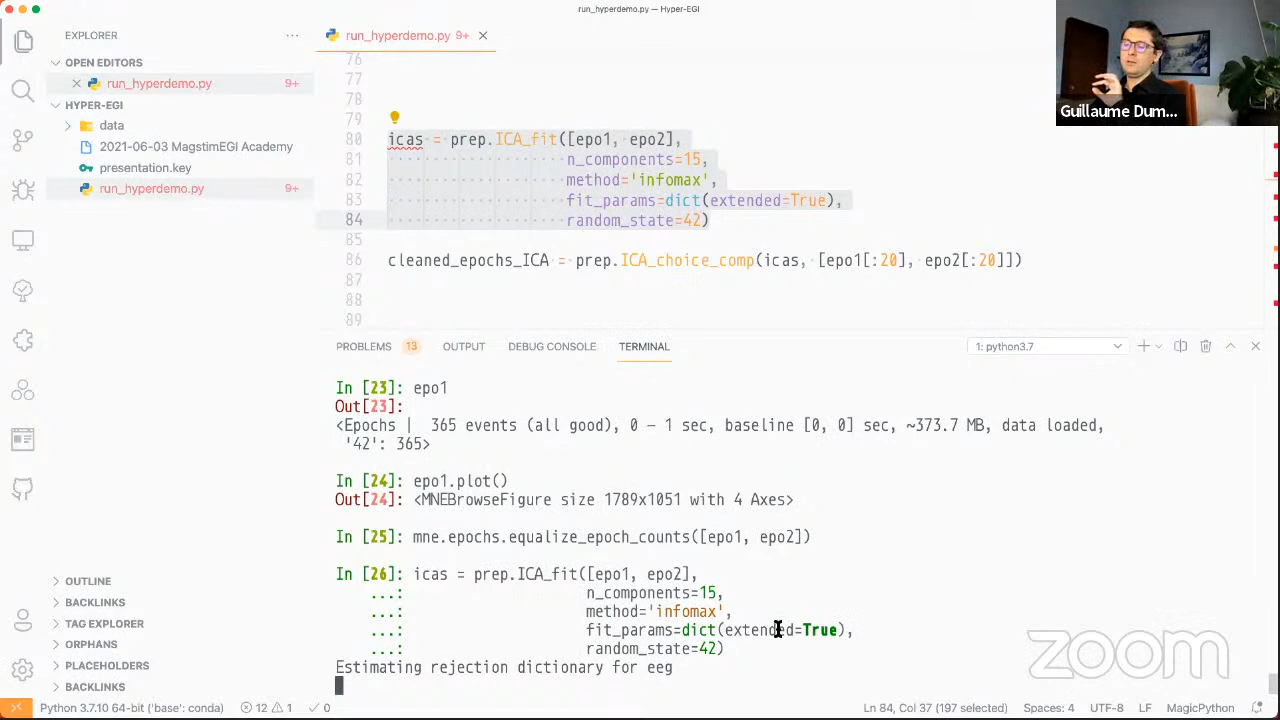 run_hyperdemo.py — Hyper-EGI
EXPLORER
OPEN EDITORS
run_hyperdemo.py 9+
HYPER-EGI
data
2021-06-03 MagstimEGI Academy
presentation.key
run_hyperdemo.py 9+
OUTLINE
BACKLINKS
TAG EXPLORER
ORPHANS
PLACEHOLDERS
BACKLINKS
run_hyperdemo.py 9+
76
77
78
79
80 icas = prep.ICA_fit([epo1, epo2],
81 n_components=15,
82 method='infomax',
83 fit_params=dict(extended=True),
84 random_state=42)
85
86 cleaned_epochs_ICA = prep.ICA_choice_comp(icas, [epo1[:20], epo2[:20]])
87
88
89
Guillaume Dum...
PROBLEMS 13 OUTPUT DEBUG CONSOLE TERMINAL 1: python3.7
In [23]: epo1
Out[23]:
<Epochs | 365 events (all good), 0 - 1 sec, baseline [0, 0] sec, ~373.7 MB, data loaded,
'42': 365>
In [24]: epo1.plot()
Out[24]: <MNEBrowseFigure size 1789x1051 with 4 Axes>
In [25]: mne.epochs.equalize_epoch_counts([epo1, epo2])
In [26]: icas = prep.ICA_fit([epo1, epo2],
...: n_components=15,
...: method='infomax',
...: fit_params=dict(extended=True),
...: random_state=42)
Estimating rejection dictionary for eeg
zoom
Python 3.7.10 64-bit ('base': conda) 12 1 0 Ln 84, Col 37 (197 selected) Spaces: 4 UTF-8 LF MagicPython